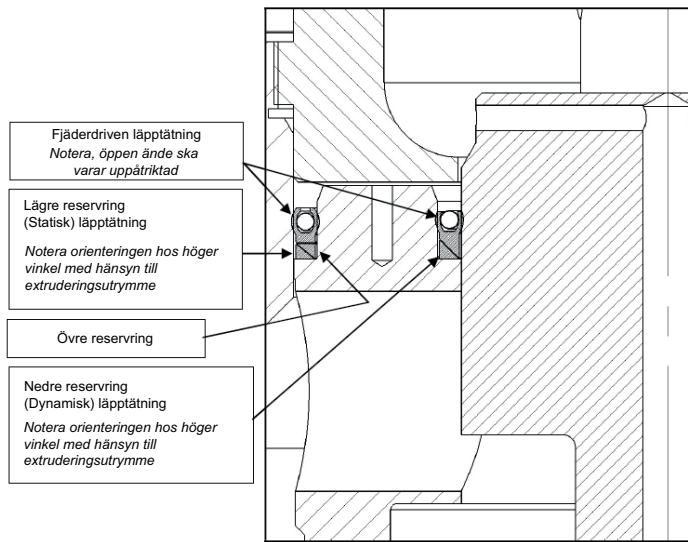 Fjäderdriven läpptätning
Notera, öppen ände ska
varar uppåtriktad
Lägre reservring
(Statisk) läpptätning
Notera orienteringen hos höger
vinkel med hänsyn till
extruderingsutrymme
Övre reservring
Nedre reservring
(Dynamisk) läpptätning
Notera orienteringen hos höger
vinkel med hänsyn till
extruderingsutrymme